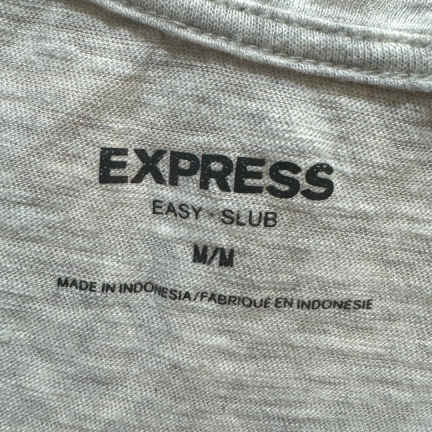 EXPRESS
EASY · SLUB
M/M
MADE IN INDONESIA/FABRIQUÉ EN INDONÉSIE